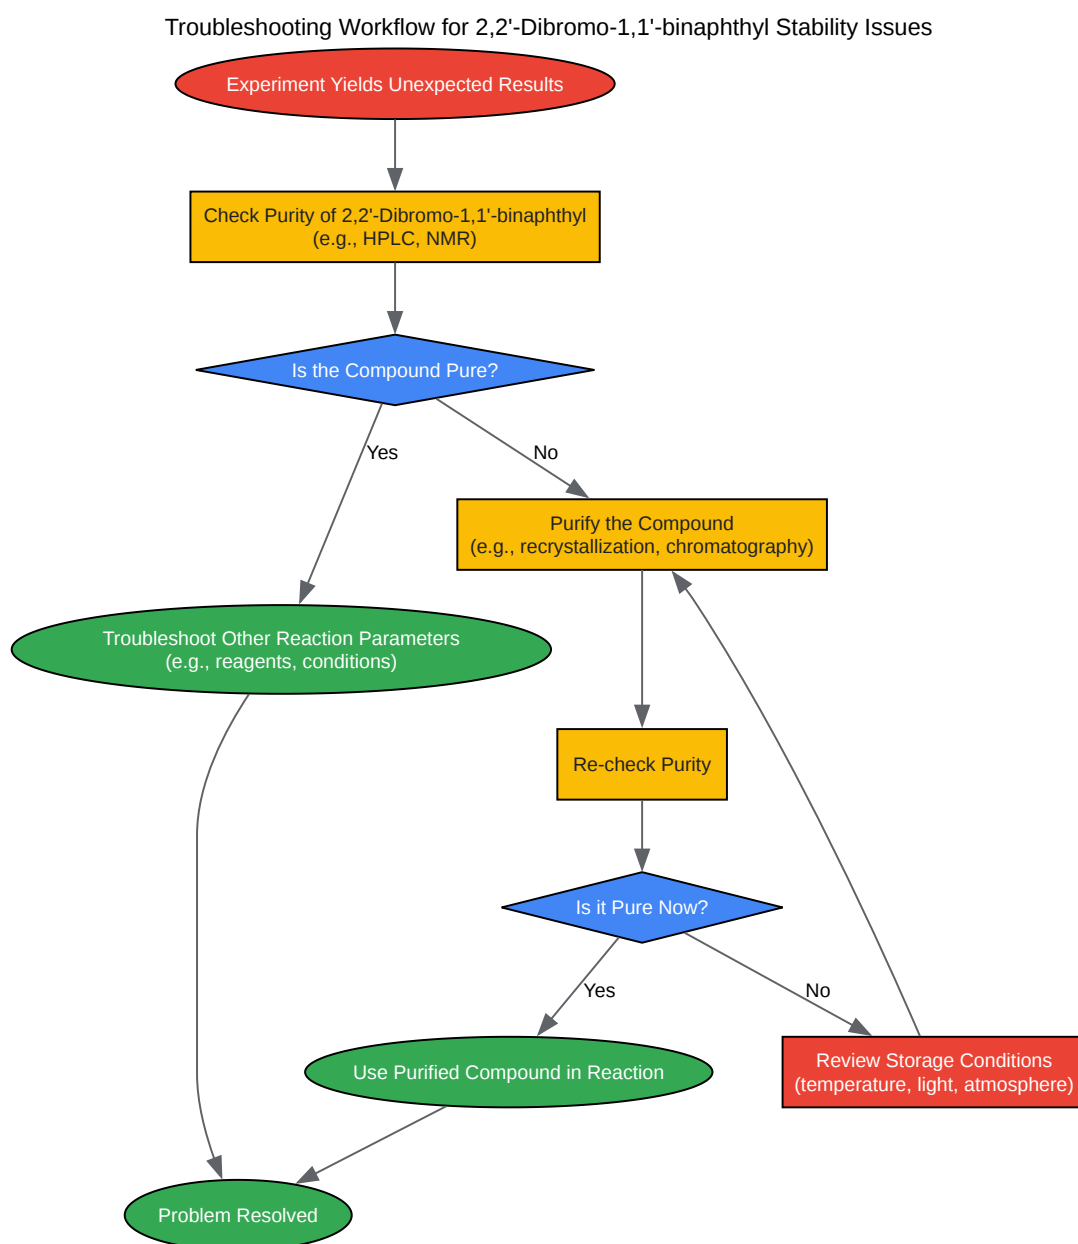 Troubleshooting Workflow for 2,2'-Dibromo-1,1'-binaphthyl Stability Issues
Experiment Yields Unexpected Results
Check Purity of 2,2'-Dibromo-1,1'-binaphthyl
(e.g., HPLC, NMR)
Is the Compound Pure?
Yes
No
Purify the Compound
(e.g., recrystallization, chromatography)
Troubleshoot Other Reaction Parameters
(e.g., reagents, conditions)
Re-check Purity
Is it Pure Now?
Yes
No
Use Purified Compound in Reaction
Review Storage Conditions
(temperature, light, atmosphere)
Problem Resolved